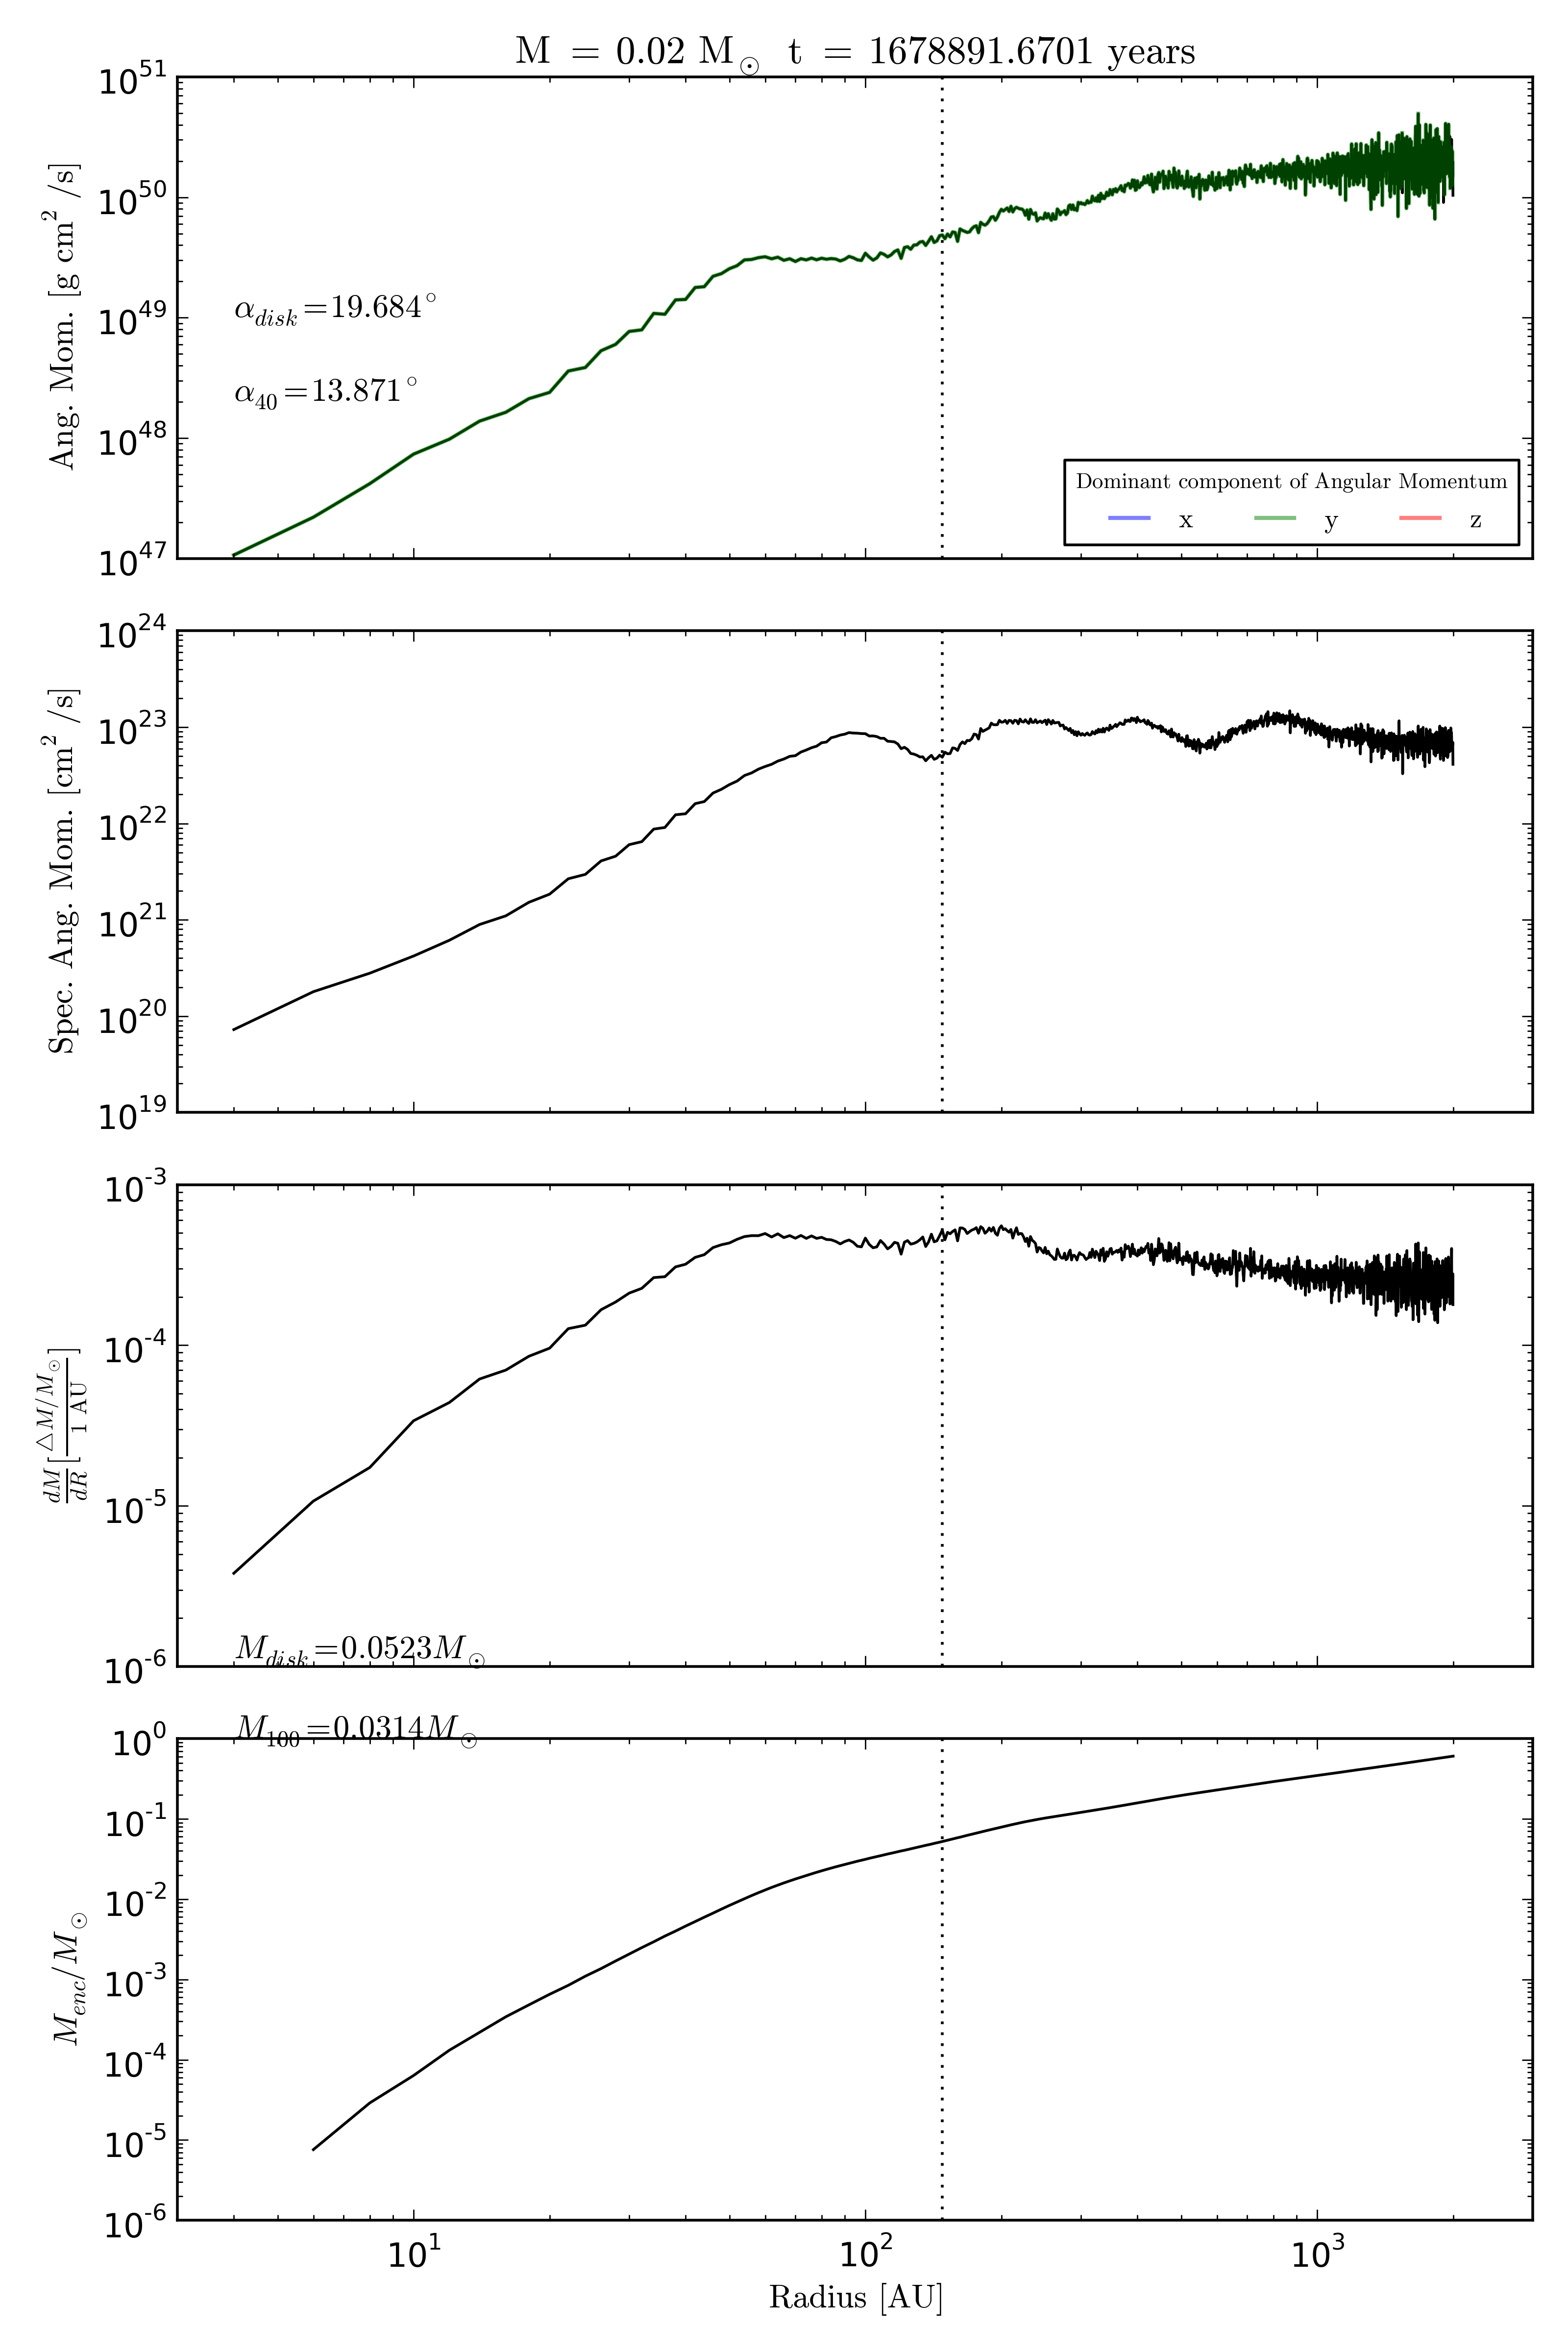 M = 0.02 M⊙ t = 1678891.6701 years
10^51
10^50
10^49
10^48
10^47
Ang. Mom. [g cm^2 /s]
α_disk=19.684°
α_40=13.871°
Dominant component of Angular Momentum
x y z
10^24
10^23
10^22
10^21
10^20
10^19
Spec. Ang. Mom. [cm^2 /s]
10^-3
10^-4
10^-5
10^-6
dM/dR [△M/M⊙ / 1 AU]
M_disk=0.0523M⊙
M_100=0.0314M⊙
10^0
10^-1
10^-2
10^-3
10^-4
10^-5
10^-6
M_enc/M⊙
10^1 10^2 10^3
Radius [AU]